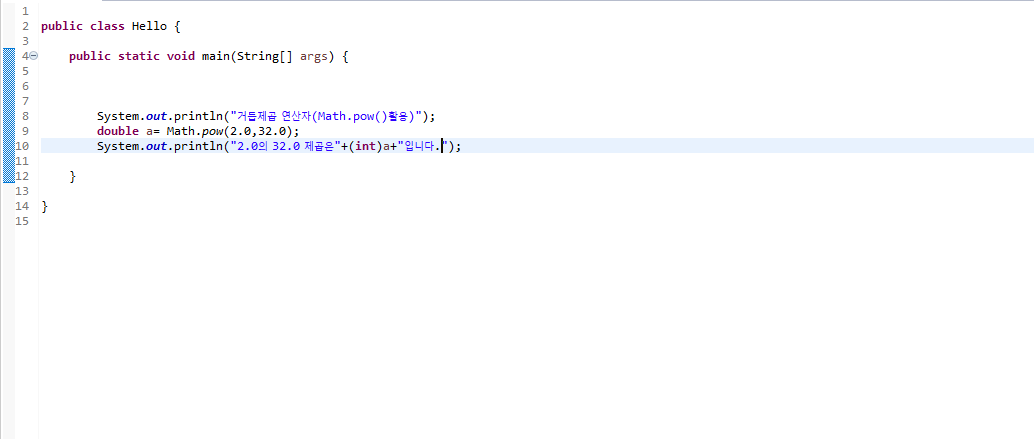 1
2 public class Hello {
3
4 public static void main(String[] args) {
5
6
7
8 System.out.println("거듭제곱 연산자(Math.pow()활용)");
9 double a= Math.pow(2.0,32.0);
10 System.out.println("2.0의 32.0 제곱은"+(int)a+"입니다.");
11
12 }
13
14 }
15